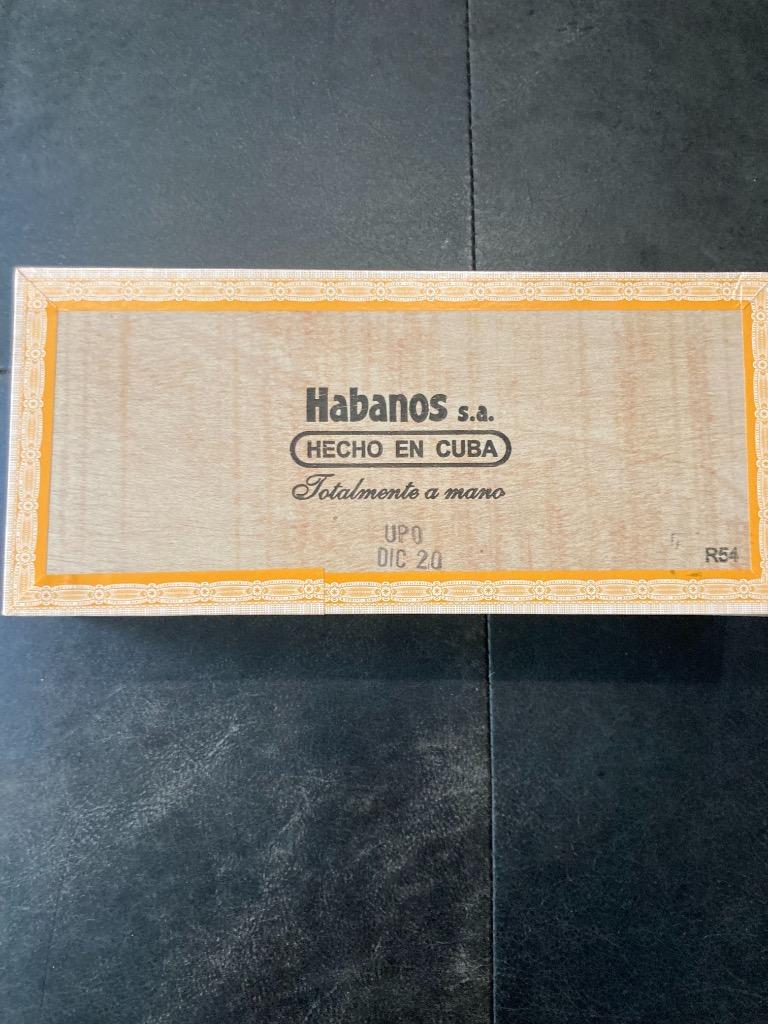 Habanos s.a.
HECHO EN CUBA
Totalmente a mano
UPO
DIC 20
R54